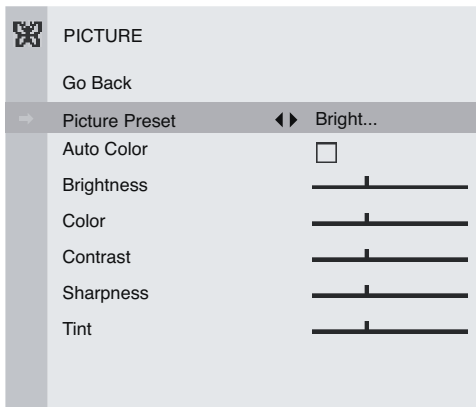 PICTURE
Go Back
Picture Preset Bright...
Auto Color
Brightness
Color
Contrast
Sharpness
Tint